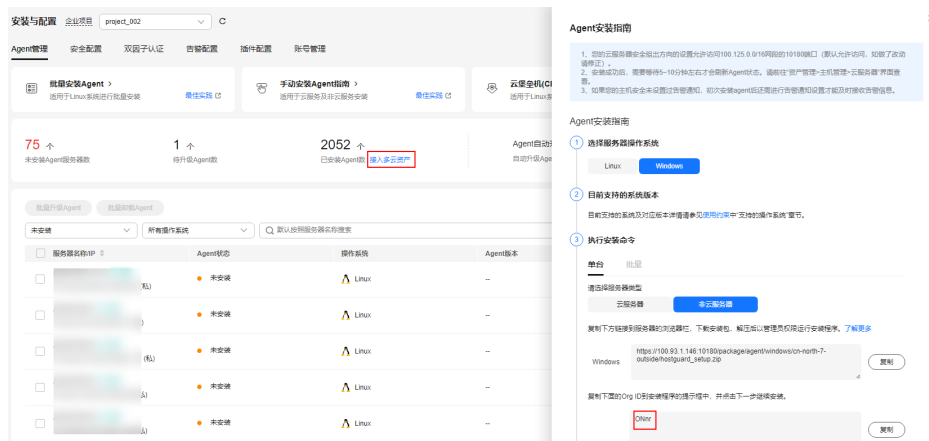 安装与配置 企业项目 project_002
Agent管理 安全配置 双因子认证 告警配置 插件配置 账号管理
批量安装Agent >
适用于Linux系统进行批量安装 最佳实践
手动安装Agent指南 >
适用于云服务及非云服务安装 最佳实践
云堡垒机(C
适用于Linux系
75 个
未安装Agent服务器数
1 个
待升级Agent数
2052 个
已安装Agent数 接入多云资产
Agent自动
自动升级Age
批量升级Agent 批量卸载Agent
未安装 所有操作系统 默认按照服务器名称搜索
服务器名称/IP Agent状态 操作系统 Agent版本
私) 未安装 Linux --
) 未安装 Linux --
(私) 未安装 Linux --
未安装 Linux --
未安装 Linux --
Agent安装指南
1、您的云服务器安全组出方向的设置允许访问100.125.0.0/16网段的10180端口（默认允许访问，如做了改动
请修正）。
2、安装成功后，需要等待5~10分钟左右才会刷新Agent状态。请前往“资产管理>主机管理>云服务器”界面查
看。
3、如果您的主机安全未设置过告警通知，初次安装agent后还需进行告警通知设置才能及时接收告警信息。
Agent安装指南
1 选择服务器操作系统
Linux Windows
2 目前支持的系统版本
目前支持的系统及对应版本详情请参见使用约束中“支持的操作系统”章节。
3 执行安装命令
单台 批量
请选择服务器类型
云服务器 非云服务器
复制下方链接到服务器的浏览器栏，下载安装包，解压后以管理员权限运行安装程序。了解更多
Windows
https://100.93.1.146:10180/package/agent/windows/cn-north-7-
outside/hostguard_setup.zip
复制
复制下面的Org ID到安装程序的提示框中，并点击下一步继续安装。
ONnr
复制